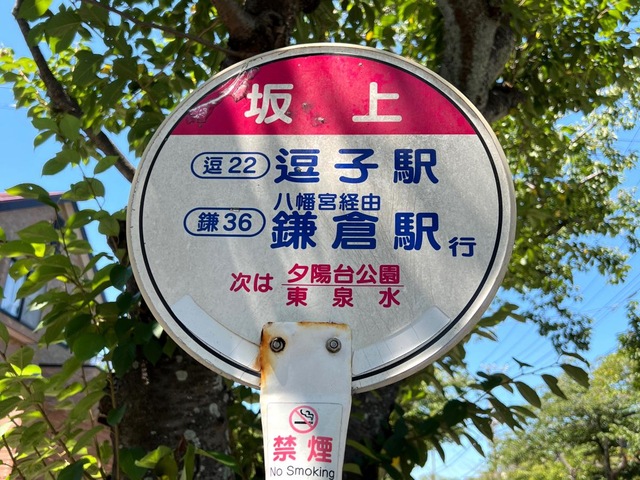 坂上
逗22 逗子駅
八幡宮経由
鎌36 鎌倉駅行
次は 夕陽台公園
東泉水
禁煙
No Smoking